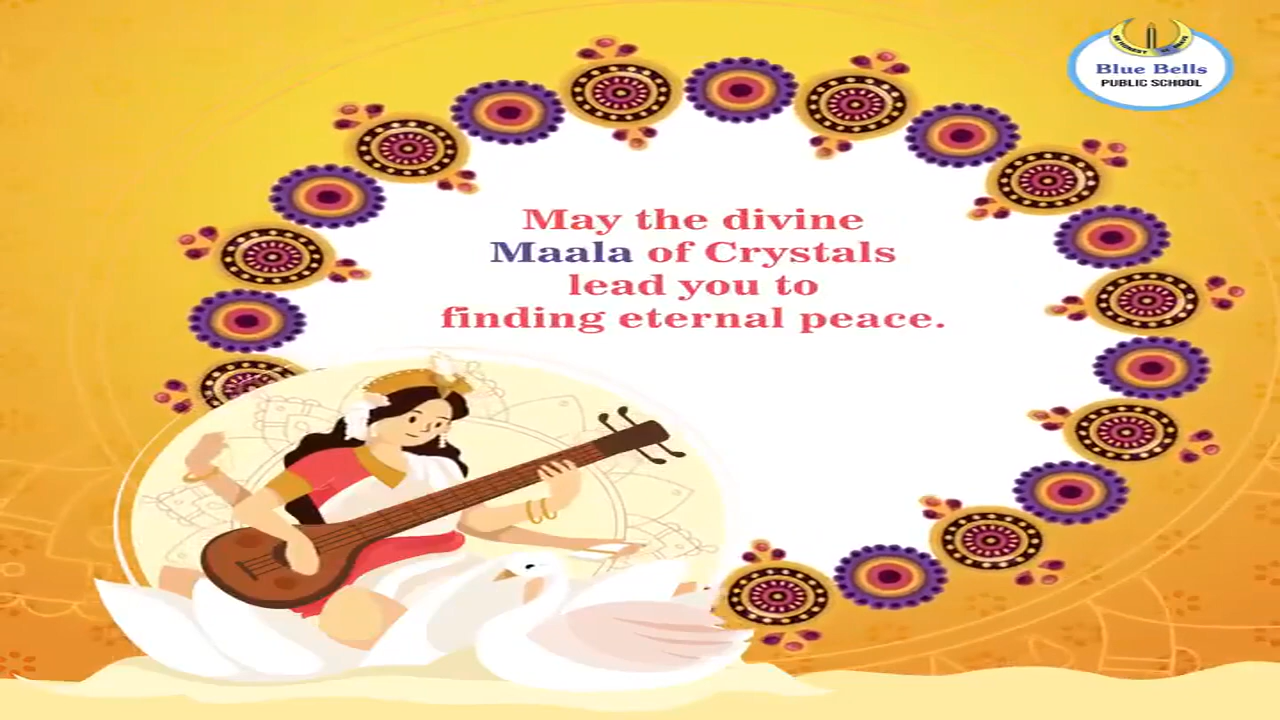 Blue Bells
PUBLIC SCHOOL
May the divine
Maala of Crystals
lead you to
finding eternal peace.